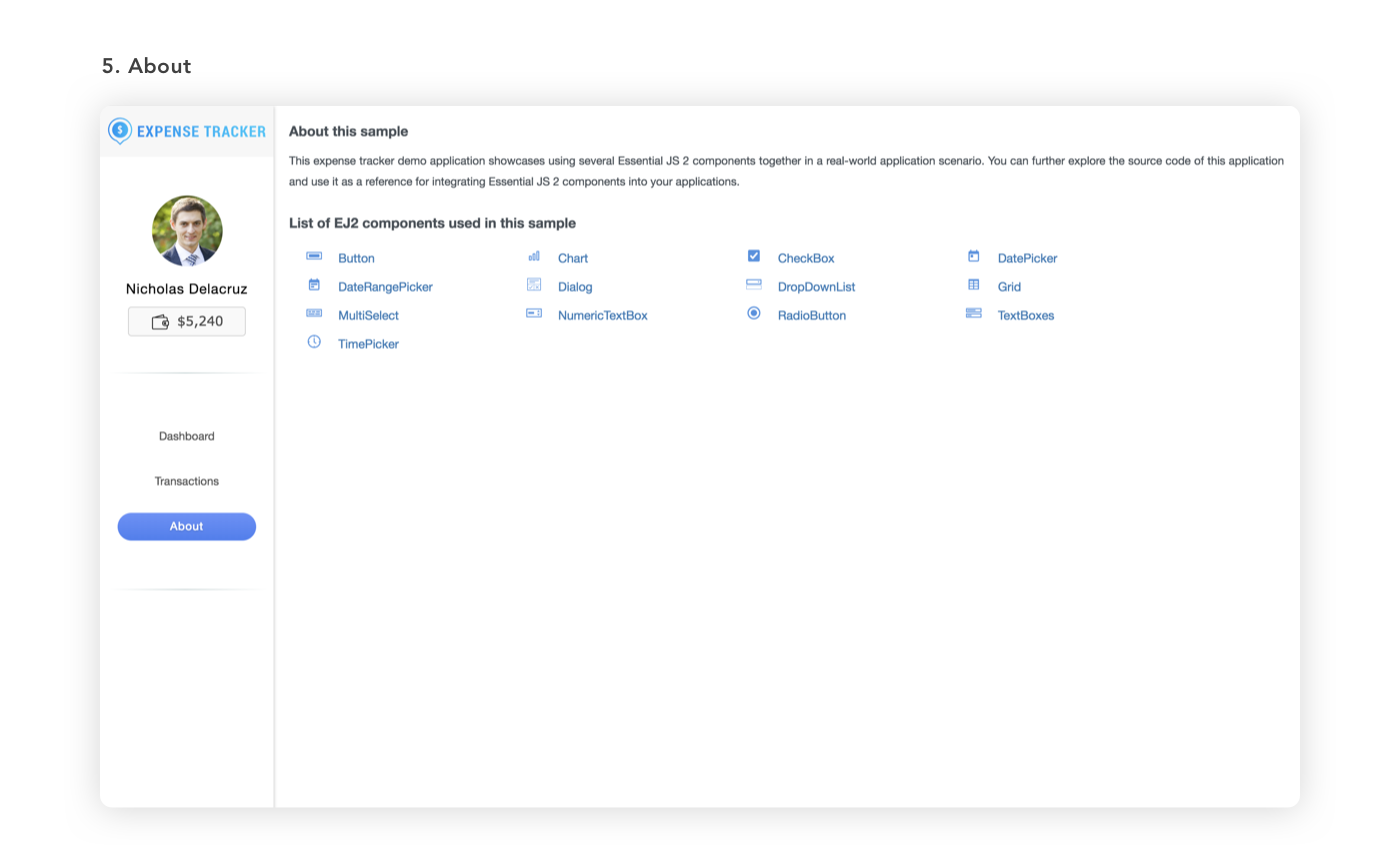 5. About
$ EXPENSE TRACKER
Nicholas Delacruz
$5,240
Dashboard
Transactions
About
About this sample
This expense tracker demo application showcases using several Essential JS 2 components together in a real-world application scenario. You can further explore the source code of this application
and use it as a reference for integrating Essential JS 2 components into your applications.
List of EJ2 components used in this sample
Button Chart CheckBox DatePicker
DateRangePicker Dialog DropDownList Grid
MultiSelect NumericTextBox RadioButton TextBoxes
TimePicker